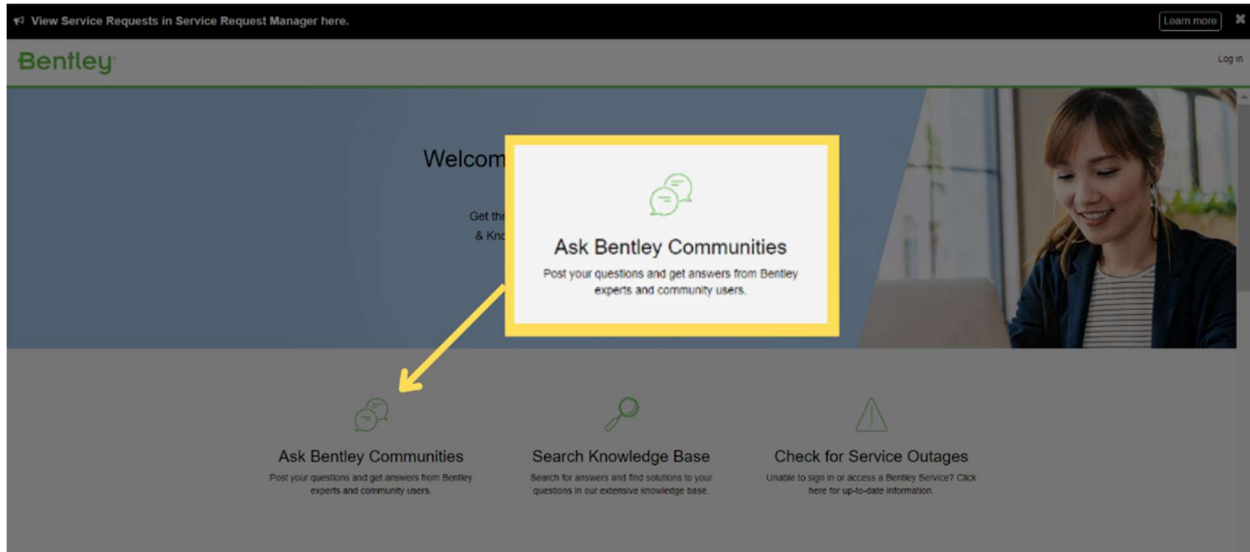 View Service Requests in Service Request Manager here.
Learn more
Bentley
Log in
Welcom
Get the
& Kno
Ask Bentley Communities
Post your questions and get answers from Bentley
experts and community users.
Ask Bentley Communities
Post your questions and get answers from Bentley
experts and community users.
Search Knowledge Base
Search for answers and find solutions to your
questions in our extensive knowledge base.
Check for Service Outages
Unable to sign in or access a Bentley Service? Click
here for up-to-date information.